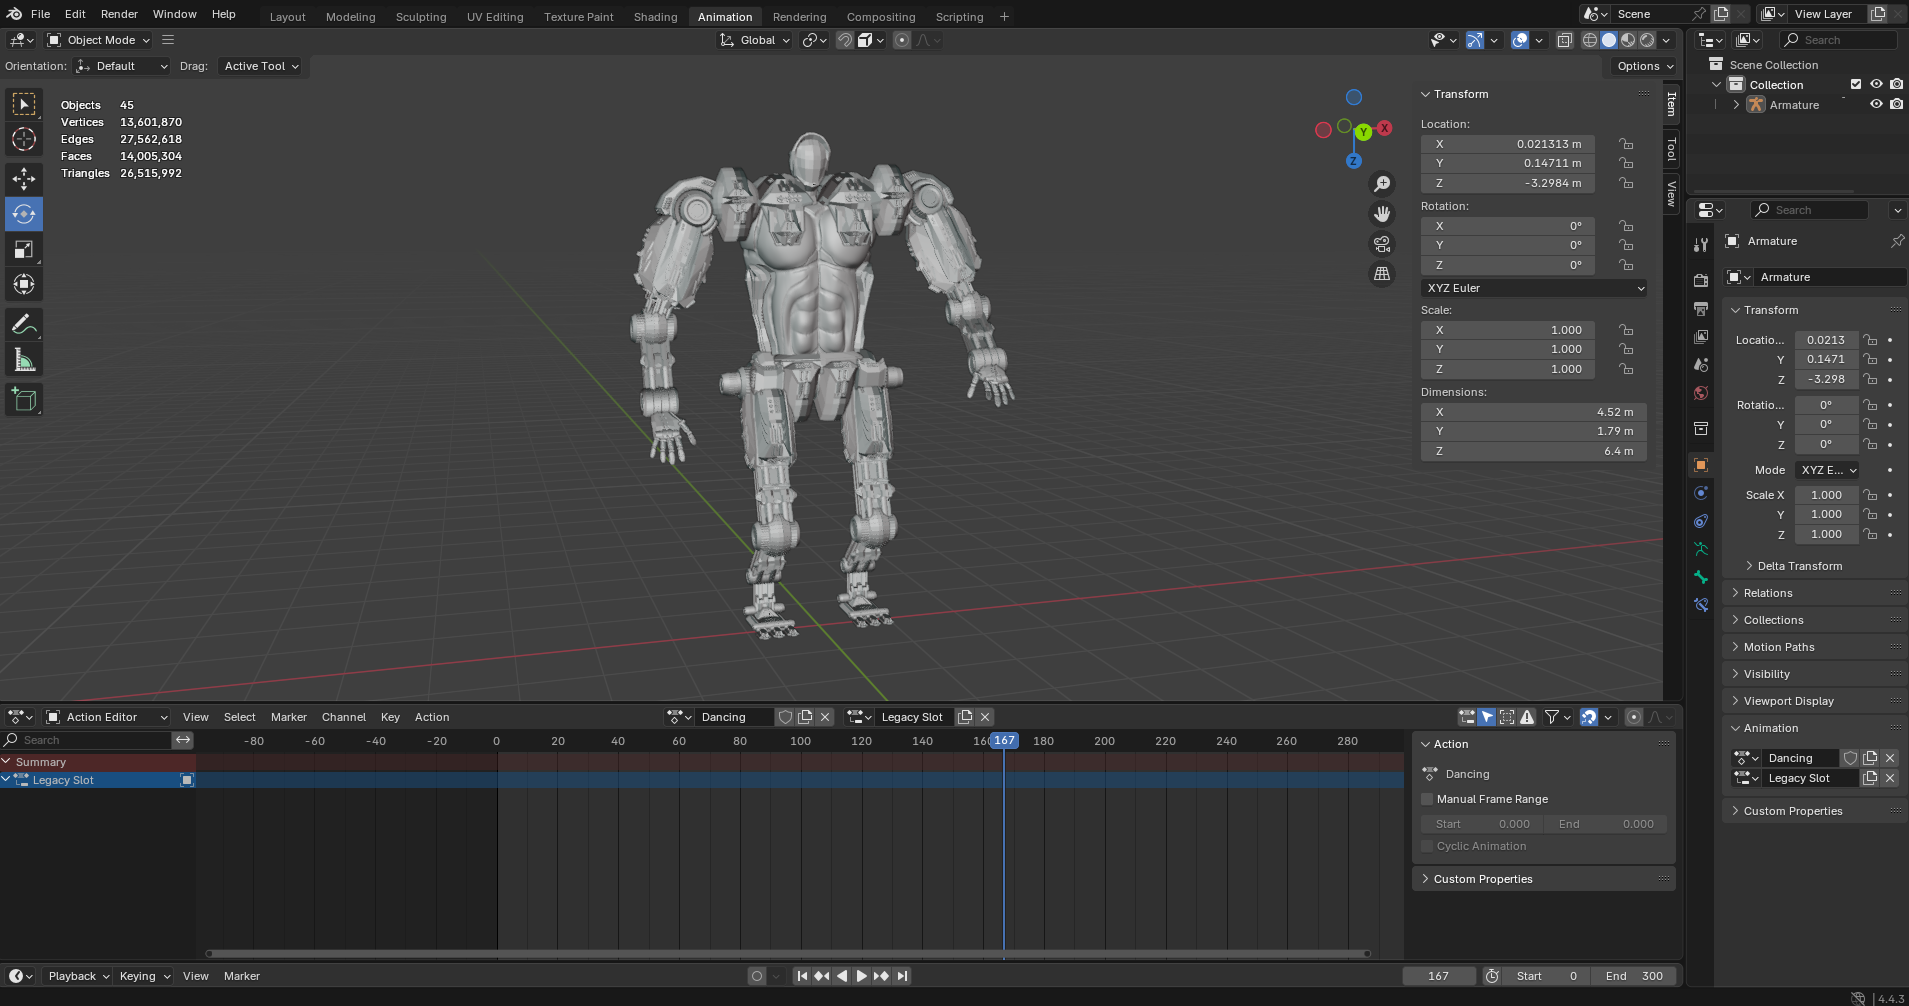 File Edit Render Window Help Layout Modeling Sculpting UV Editing Texture Paint Shading Animation Rendering Compositing Scripting + Scene View Layer
Object Mode Global Search
Orientation: Default Drag: Active Tool Options
Scene Collection
Collection
Armature
Objects 45
Vertices 13,601,870
Edges 27,562,618
Faces 14,005,304
Triangles 26,515,992
Y X
Z
Transform
Location:
X 0.021313 m
Y 0.14711 m
Z -3.2984 m
Rotation:
X 0°
Y 0°
Z 0°
XYZ Euler
Scale:
X 1.000
Y 1.000
Z 1.000
Dimensions:
X 4.52 m
Y 1.79 m
Z 6.4 m
Item
Tool
View
Search
Armature
Armature
Transform
Locatio... 0.0213
Y 0.1471
Z -3.298
Rotatio... 0°
Y 0°
Z 0°
Mode XYZ E...
Scale X 1.000
Y 1.000
Z 1.000
Delta Transform
Relations
Collections
Motion Paths
Visibility
Viewport Display
Animation
Dancing
Legacy Slot
Custom Properties
Action Editor View Select Marker Channel Key Action Dancing Legacy Slot
Search -80 -60 -40 -20 0 20 40 60 80 100 120 140 167 180 200 220 240 260 280
Summary
Legacy Slot
Action
Dancing
Manual Frame Range
Start 0.000 End 0.000
Cyclic Animation
Custom Properties
Playback Keying View Marker 167 Start 0 End 300
4.4.3